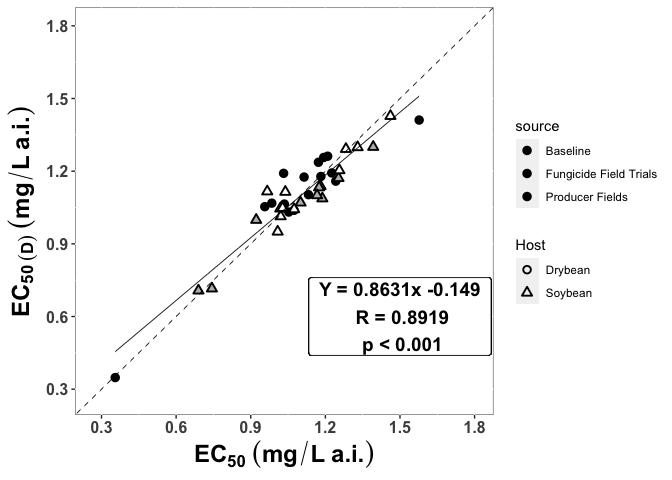 1.8
1.5
1.2
0.9
0.6
0.3
EC50 (D) (mg/L a.i.)
Y = 0.8631x -0.149
R = 0.8919
p < 0.001
0.3 0.6 0.9 1.2 1.5 1.8
EC50 (mg/L a.i.)
source
Baseline
Fungicide Field Trials
Producer Fields
Host
Drybean
Soybean